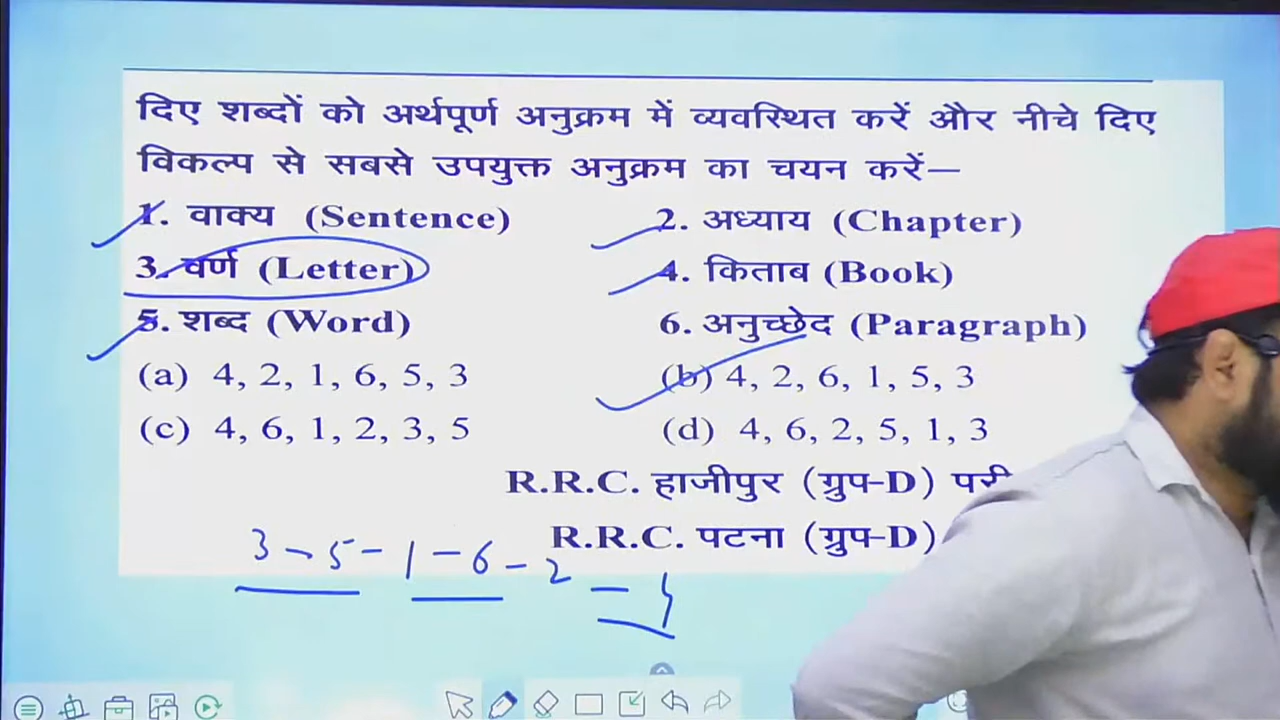 दिए शब्दों को अर्थपूर्ण अनुक्रम में व्यवस्थित करें और नीचे दिए
विकल्प से सबसे उपयुक्त अनुक्रम का चयन करें—
1. वाक्य (Sentence) 2. अध्याय (Chapter)
3. वर्ण (Letter) 4. किताब (Book)
5. शब्द (Word) 6. अनुच्छेद (Paragraph)
(a) 4, 2, 1, 6, 5, 3 (b) 4, 2, 6, 1, 5, 3
(c) 4, 6, 1, 2, 3, 5 (d) 4, 6, 2, 5, 1, 3
R.R.C. हाजीपुर (ग्रुप-D)
R.R.C. पटना (ग्रुप-D)
3 - 5 - 1 - 6 - 2 -